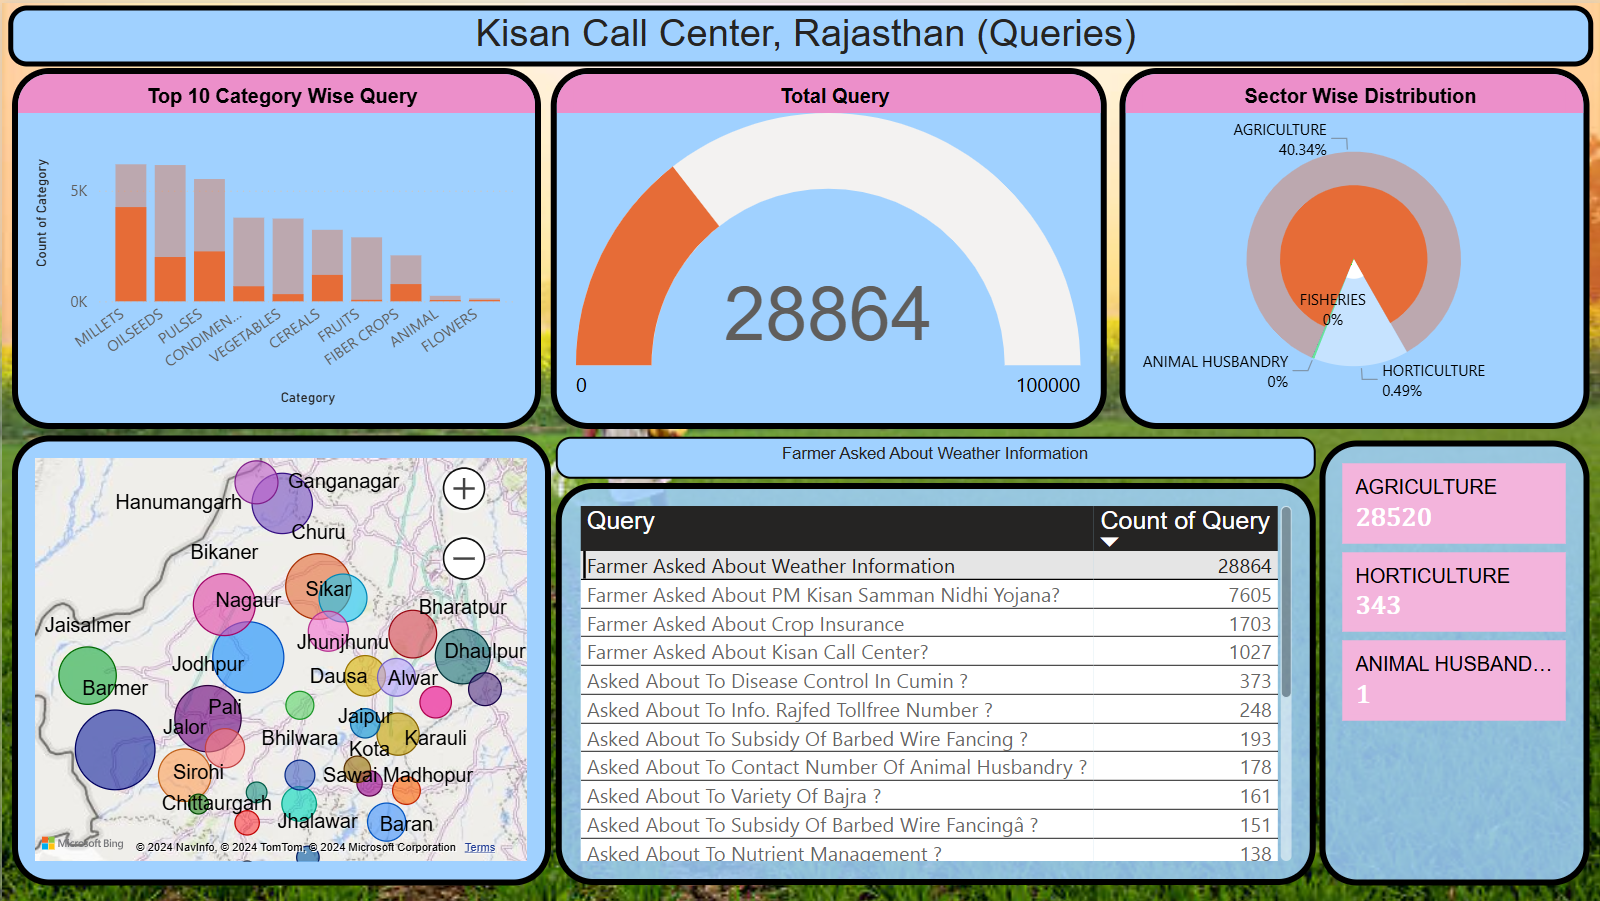 Kisan Call Center, Rajasthan (Queries)
Top 10 Category Wise Query
Count of Category
5K
0K
MILLETS
OILSEEDS
PULSES
CONDIMEN...
VEGETABLES
CEREALS
FRUITS
FIBER CROPS
ANIMAL
FLOWERS
Category
Total Query
28864
0
100000
Sector Wise Distribution
AGRICULTURE
40.34%
FISHERIES
0%
ANIMAL HUSBANDRY
0%
HORTICULTURE
0.49%
Ganganagar
Hanumangarh
Churu
Bikaner
Sikar
Nagaur
Bharatpur
Jaisalmer
Jhunjhunu
Dhaulpur
Jodhpur
Dausa
Alwar
Barmer
Pali
Jaipur
Jalor
Bhilwara
Karauli
Kota
Sirohi
Sawai Madhopur
Chittaurgarh
Jhalawar
Baran
Microsoft Bing
© 2024 NavInfo, © 2024 TomTom, © 2024 Microsoft Corporation Terms
Farmer Asked About Weather Information
Query Count of Query
Farmer Asked About Weather Information 28864
Farmer Asked About PM Kisan Samman Nidhi Yojana? 7605
Farmer Asked About Crop Insurance 1703
Farmer Asked About Kisan Call Center? 1027
Asked About To Disease Control In Cumin ? 373
Asked About To Info. Rajfed Tollfree Number ? 248
Asked About To Subsidy Of Barbed Wire Fancing ? 193
Asked About To Contact Number Of Animal Husbandry ? 178
Asked About To Variety Of Bajra ? 161
Asked About To Subsidy Of Barbed Wire Fancingâ ? 151
Asked About To Nutrient Management ? 138
AGRICULTURE
28520
HORTICULTURE
343
ANIMAL HUSBAND...
1